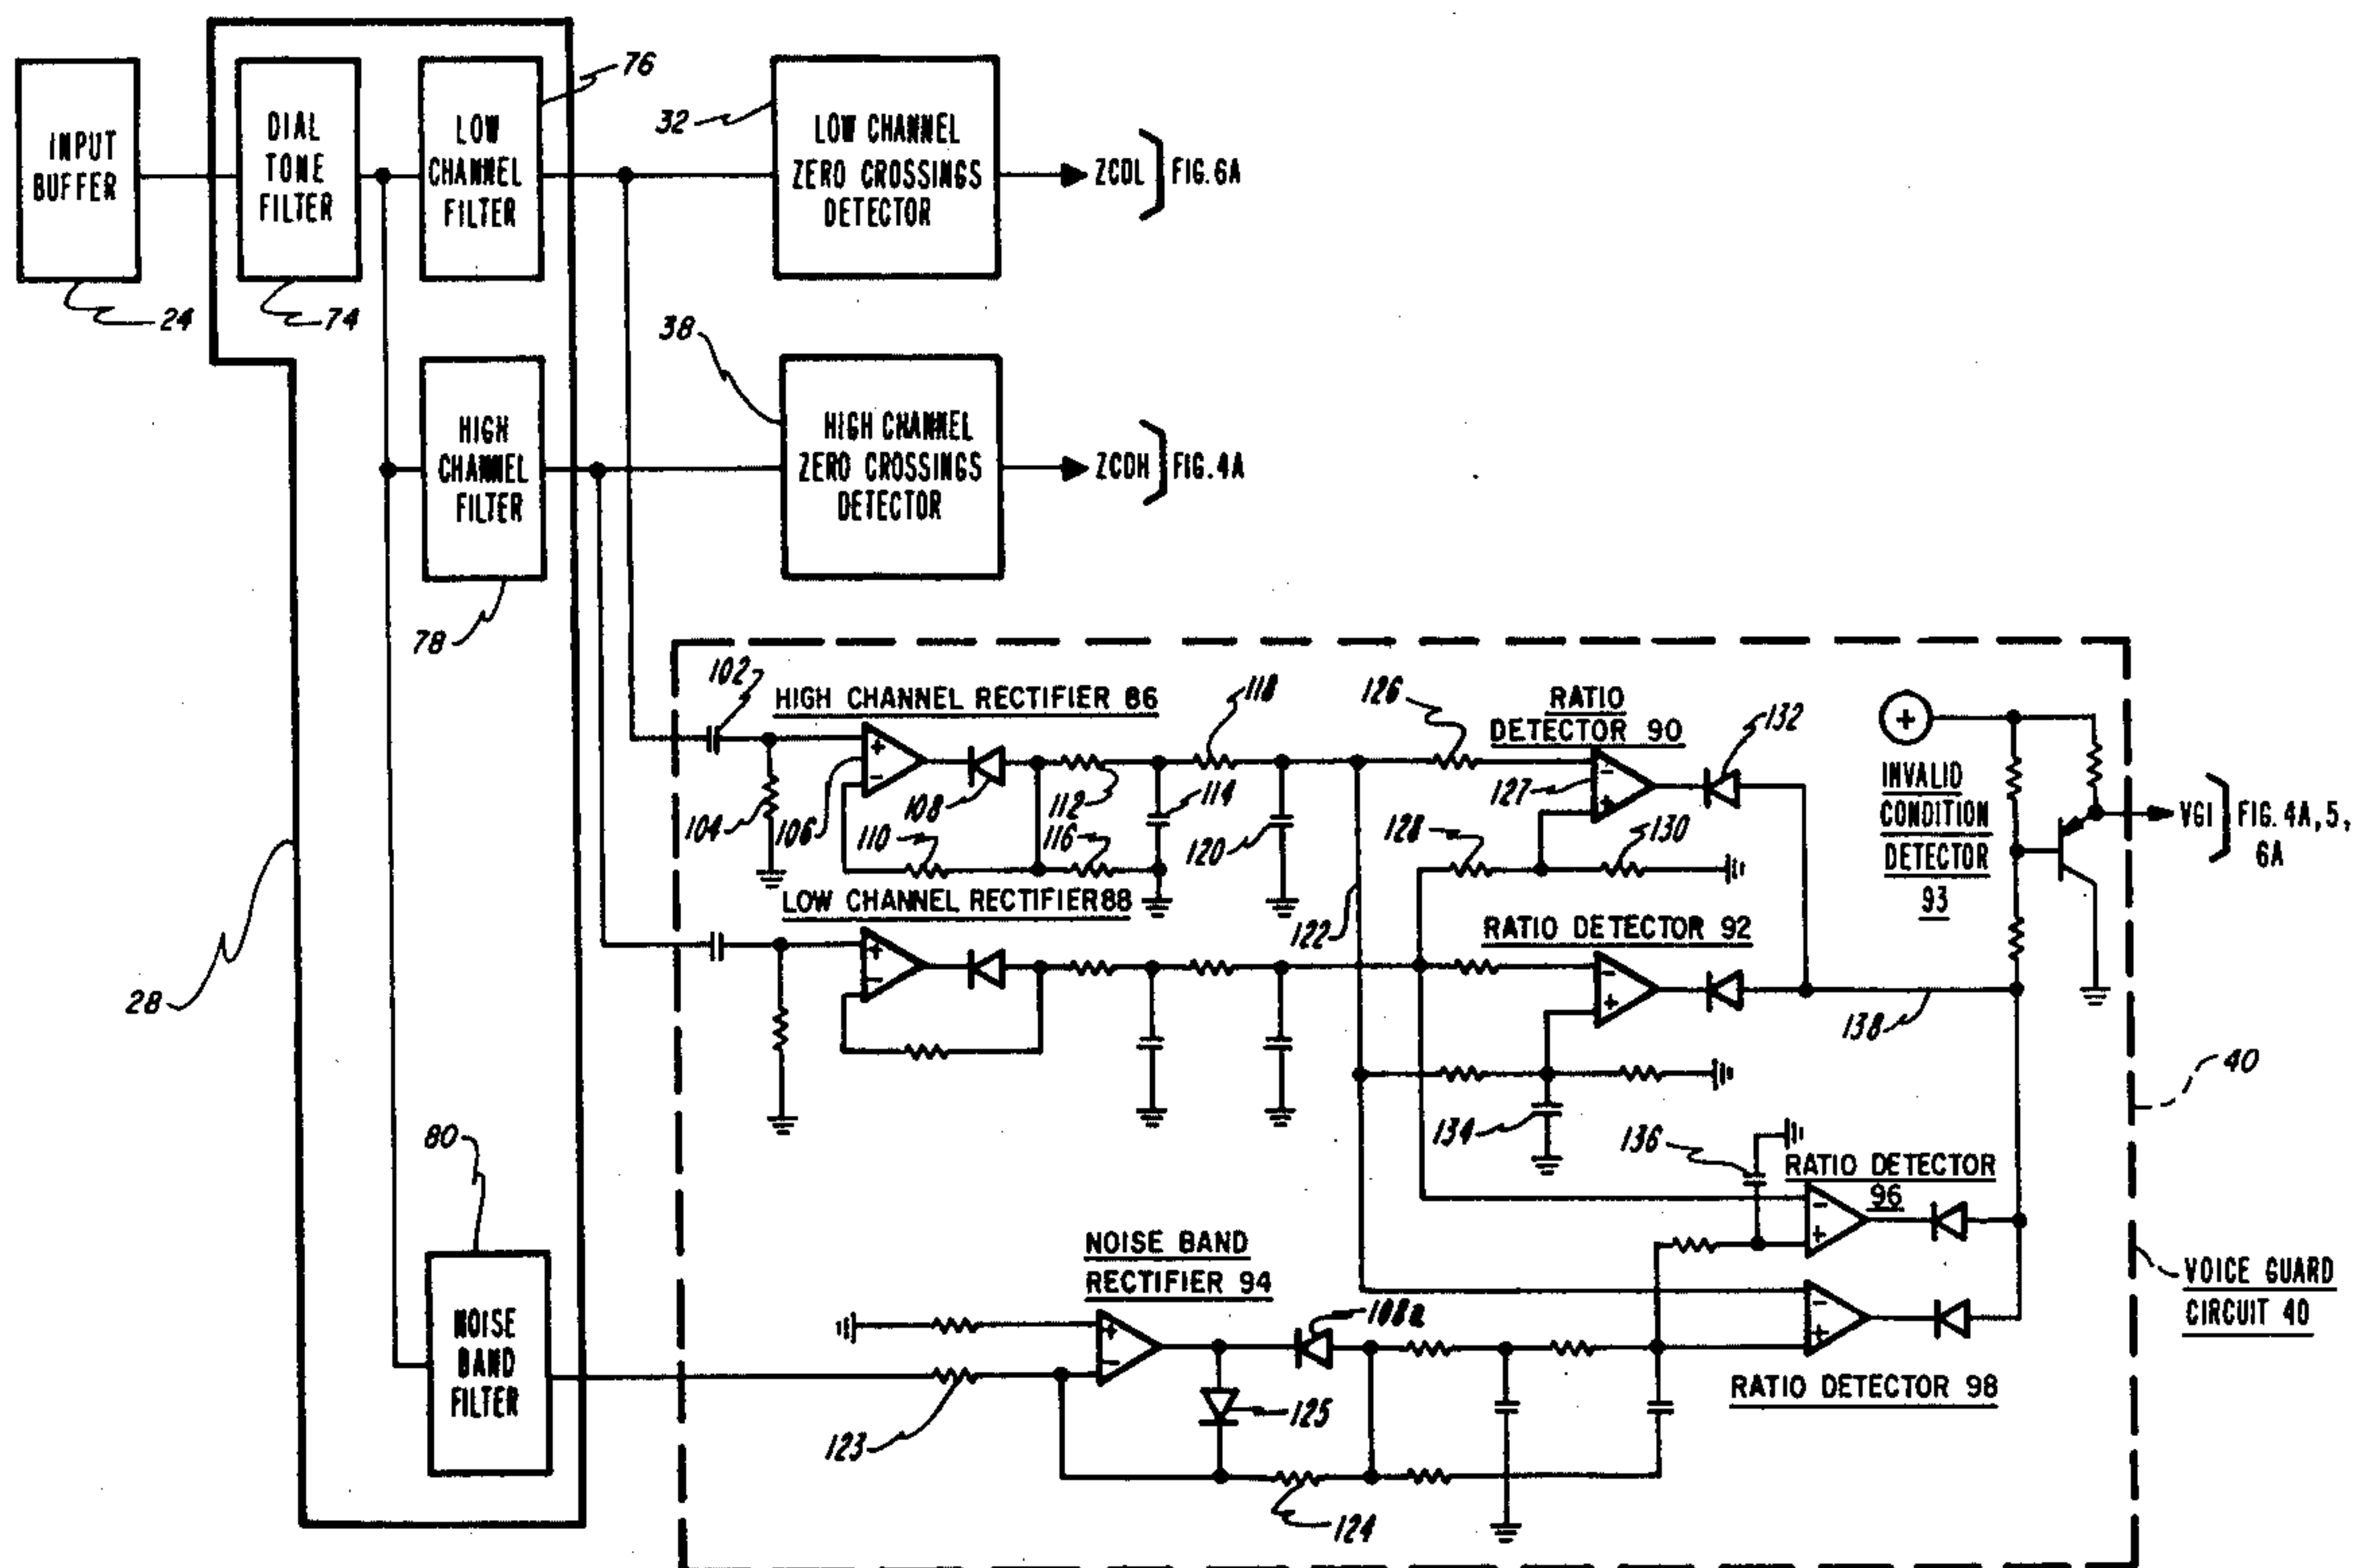 INPUT
BUFFER
24
DIAL
TONE
FILTER
74
LOW
CHANNEL
FILTER
76
32
LOW CHANNEL
ZERO CROSSINGS
DETECTOR
ZCDL } FIG. 6A
HIGH
CHANNEL
FILTER
78
38
HIGH CHANNEL
ZERO CROSSINGS
DETECTOR
ZCDH } FIG. 4A
28
80
NOISE
BAND
FILTER
102
HIGH CHANNEL RECTIFIER 86
104
106
108
110
112
114
116
118
120
122
126
RATIO
DETECTOR 90
127
128
130
132
INVALID
CONDITION
DETECTOR
93
VGI } FIG. 4A, 5,
6A
LOW CHANNEL RECTIFIER 88
RATIO DETECTOR 92
134
138
136
RATIO DETECTOR
96
40
VOICE GUARD
CIRCUIT 40
NOISE BAND
RECTIFIER 94
108a
123
125
124
RATIO DETECTOR 98